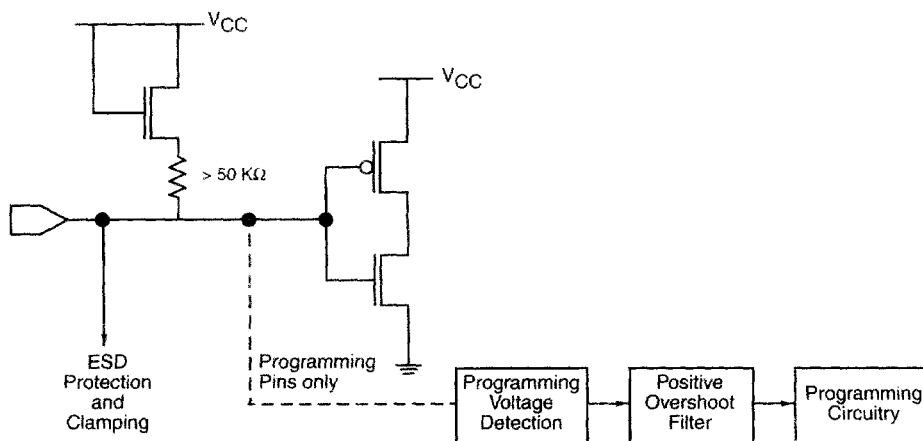 VCC
VCC
> 50 KΩ
ESD
Protection
and
Clamping
Programming
Pins only
Programming
Voltage
Detection
Positive
Overshoot
Filter
Programming
Circuitry